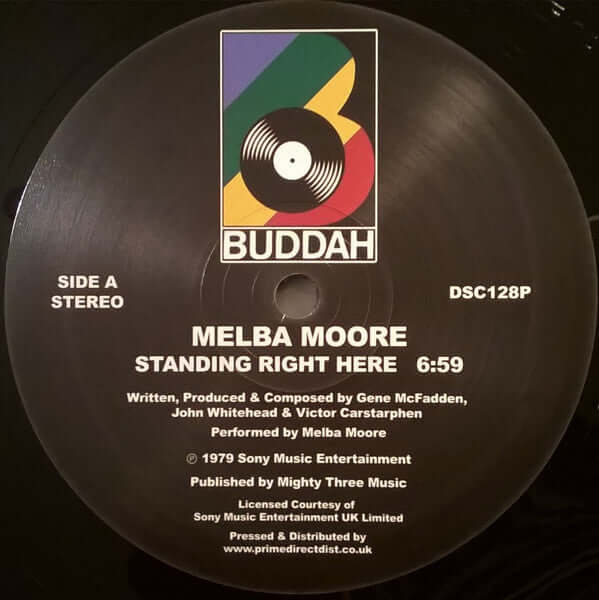 BUDDAH
SIDE A
STEREO
DSC128P
MELBA MOORE
STANDING RIGHT HERE 6:59
Written, Produced & Composed by Gene McFadden,
John Whitehead & Victor Carstarphen
Performed by Melba Moore
℗ 1979 Sony Music Entertainment
Published by Mighty Three Music
Licensed Courtesy of
Sony Music Entertainment UK Limited
Pressed & Distributed by
www.primedirectdist.co.uk